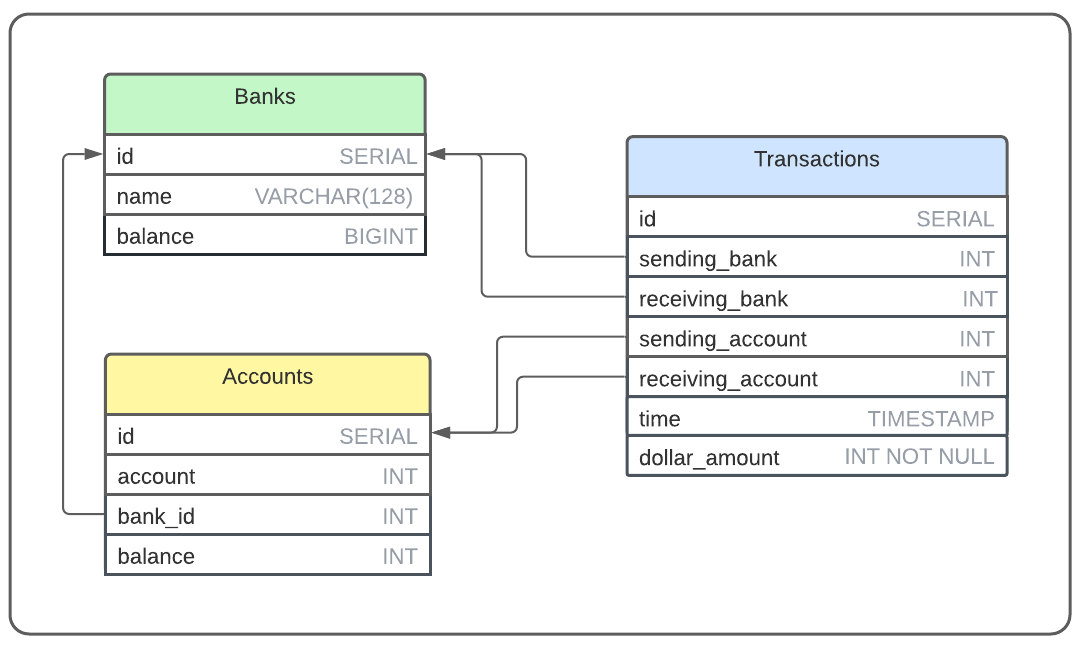 Banks
id SERIAL
name VARCHAR(128)
balance BIGINT
Accounts
id SERIAL
account INT
bank_id INT
balance INT
Transactions
id SERIAL
sending_bank INT
receiving_bank INT
sending_account INT
receiving_account INT
time TIMESTAMP
dollar_amount INT NOT NULL